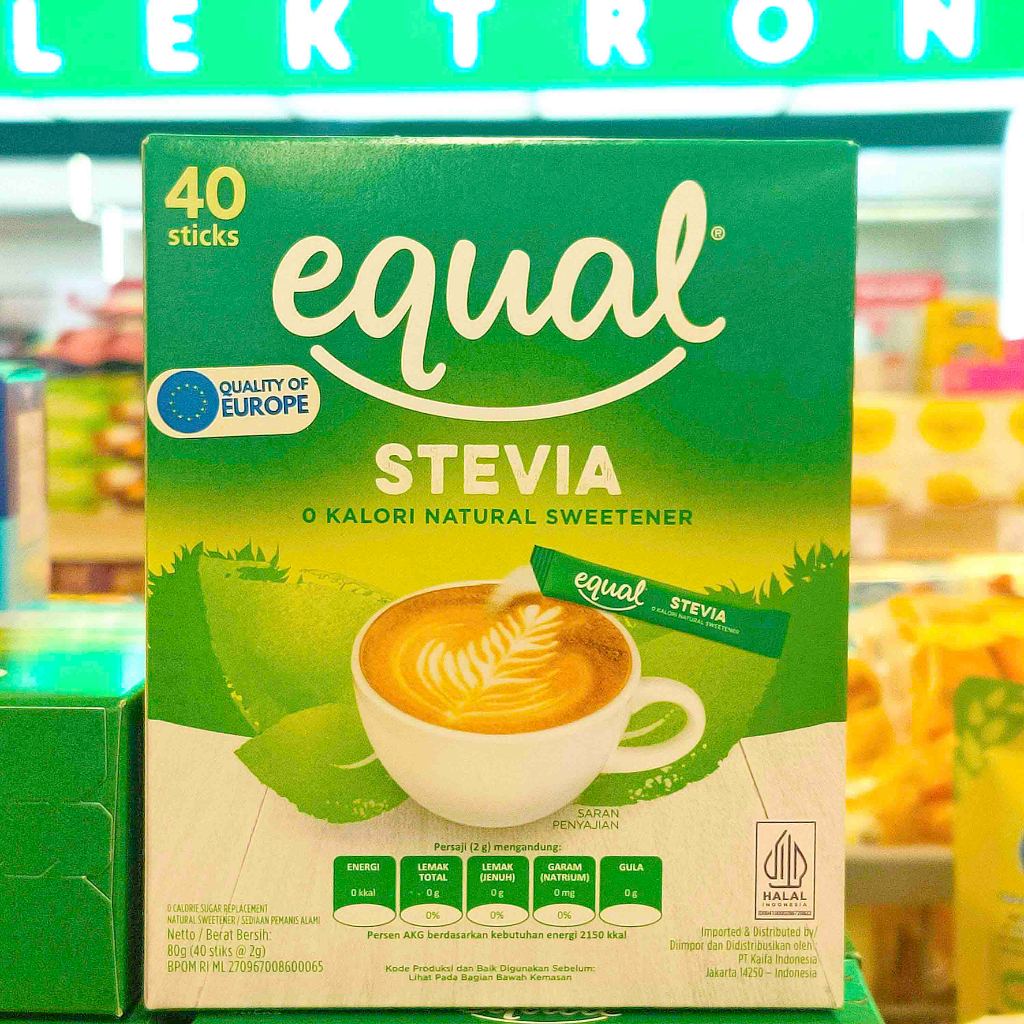 LEKTRON
40
sticks
equal®
QUALITY OF
EUROPE
STEVIA
0 KALORI NATURAL SWEETENER
equal STEVIA
0 KALORI NATURAL SWEETENER
SARAN
PENYAJIAN
Persaji (2 g) mengandung:
ENERGI
0 kkal
LEMAK
TOTAL
0 g
0%
LEMAK
(JENUH)
0 g
0%
GARAM
(NATRIUM)
0 mg
0%
GULA
0 g
Persen AKG berdasarkan kebutuhan energi 2150 kkal
HALAL
INDONESIA
0 CALORIE SUGAR REPLACEMENT
NATURAL SWEETENER / SEDIAAN PEMANIS ALAMI
Netto / Berat Bersih:
80g (40 stiks @ 2g)
BPOM RI ML 270967008600065
Kode Produksi dan Baik Digunakan Sebelum:
Lihat Pada Bagian Bawah Kemasan
Imported & Distributed by/
Diimpor dan Didistribusikan oleh :
PT Kaifa Indonesia
Jakarta 14250 – Indonesia